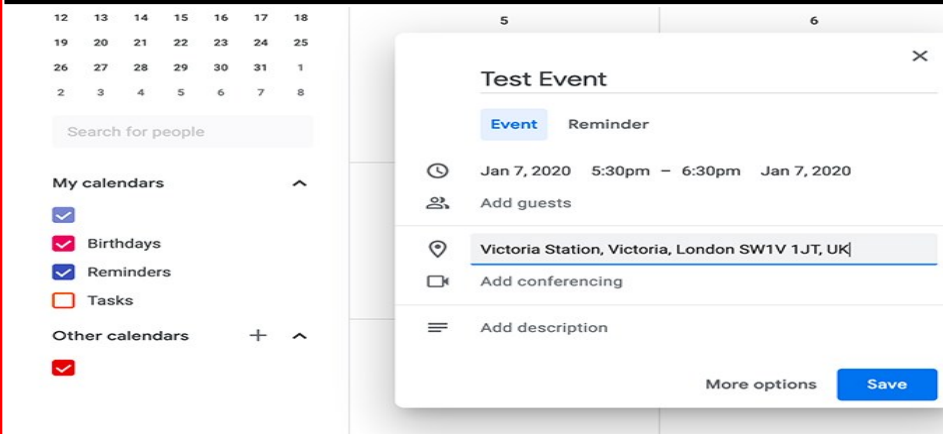 12 13 14 15 16 17 18
19 20 21 22 23 24 25
26 27 28 29 30 31 1
2 3 4 5 6 7 8
Search for people
My calendars
Birthdays
Reminders
Tasks
Other calendars
5 6
Test Event
Event Reminder
Jan 7, 2020 5:30pm – 6:30pm Jan 7, 2020
Add guests
Victoria Station, Victoria, London SW1V 1JT, UK
Add conferencing
Add description
More options Save